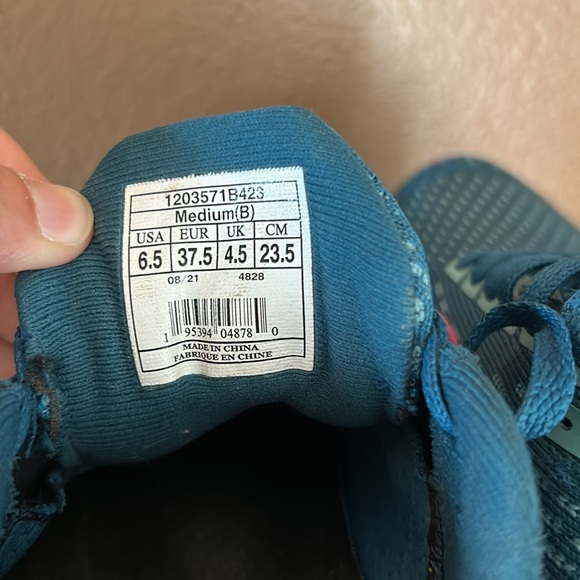 1203571B423
Medium(B)
USA EUR UK CM
6.5 37.5 4.5 23.5
08/21 4828
1 95394 04878 0
MADE IN CHINA
FABRIQUE EN CHINE